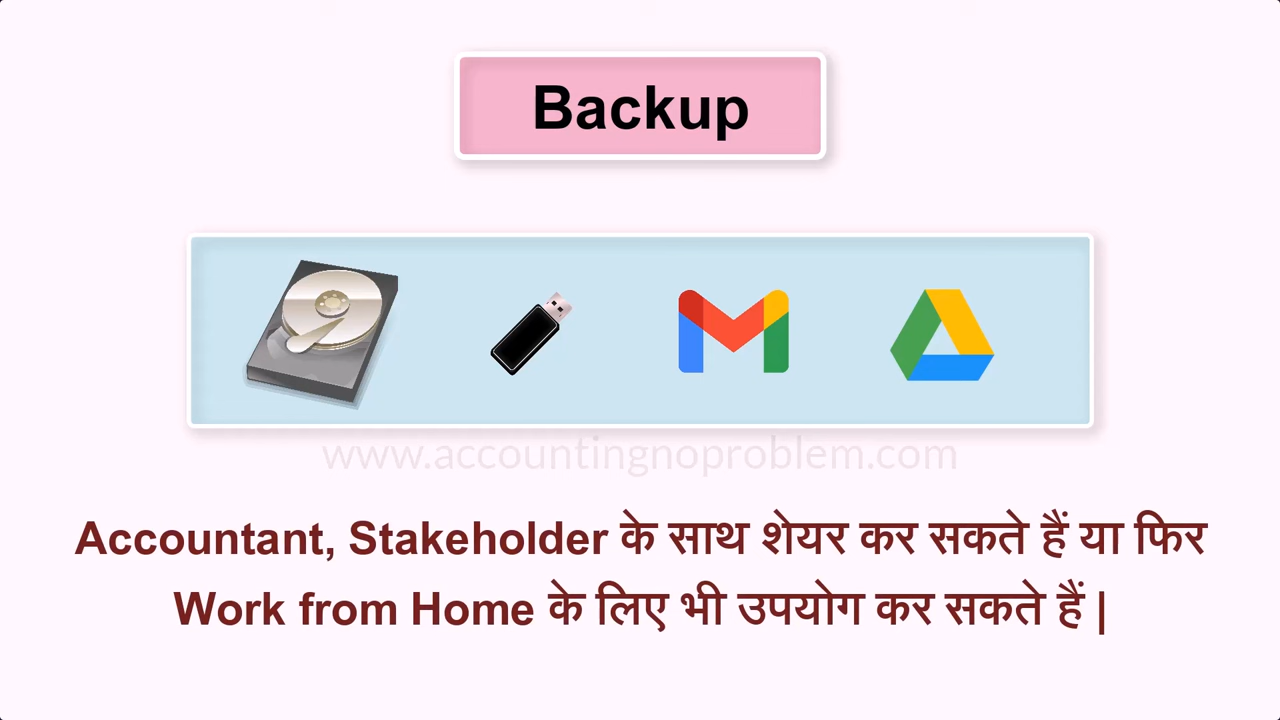 Backup
www.accountingnoproblem.com
Accountant, Stakeholder के साथ शेयर कर सकते हैं या फिर
Work from Home के लिए भी उपयोग कर सकते हैं |